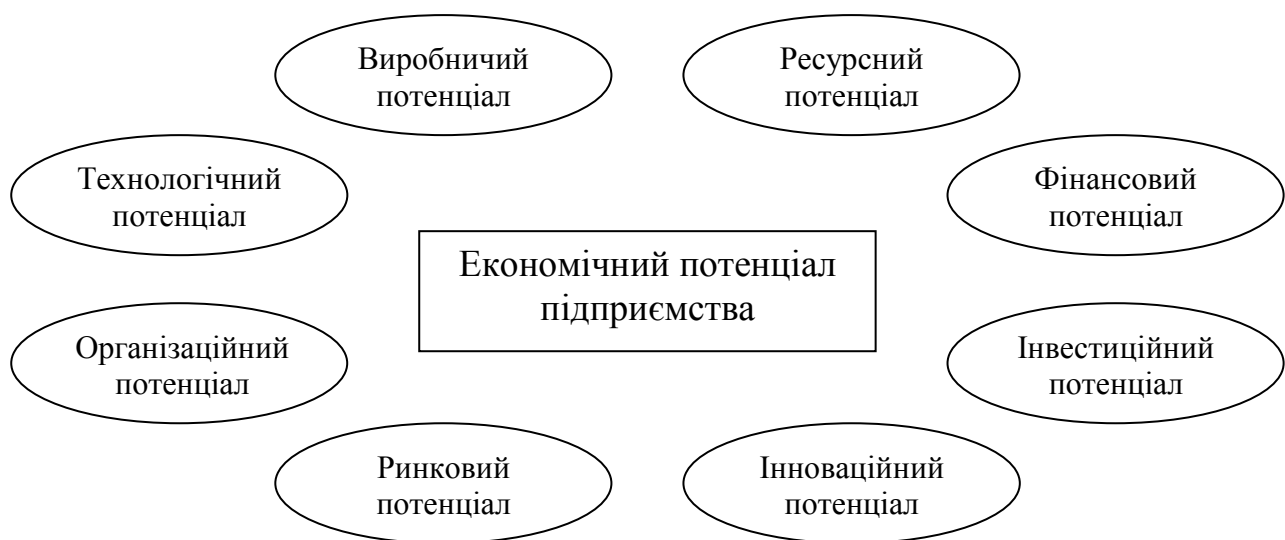 Виробничий
потенціал
Ресурсний
потенціал
Технологічний
потенціал
Фінансовий
потенціал
Економічний потенціал
підприємства
Організаційний
потенціал
Інвестиційний
потенціал
Ринковий
потенціал
Інноваційний
потенціал